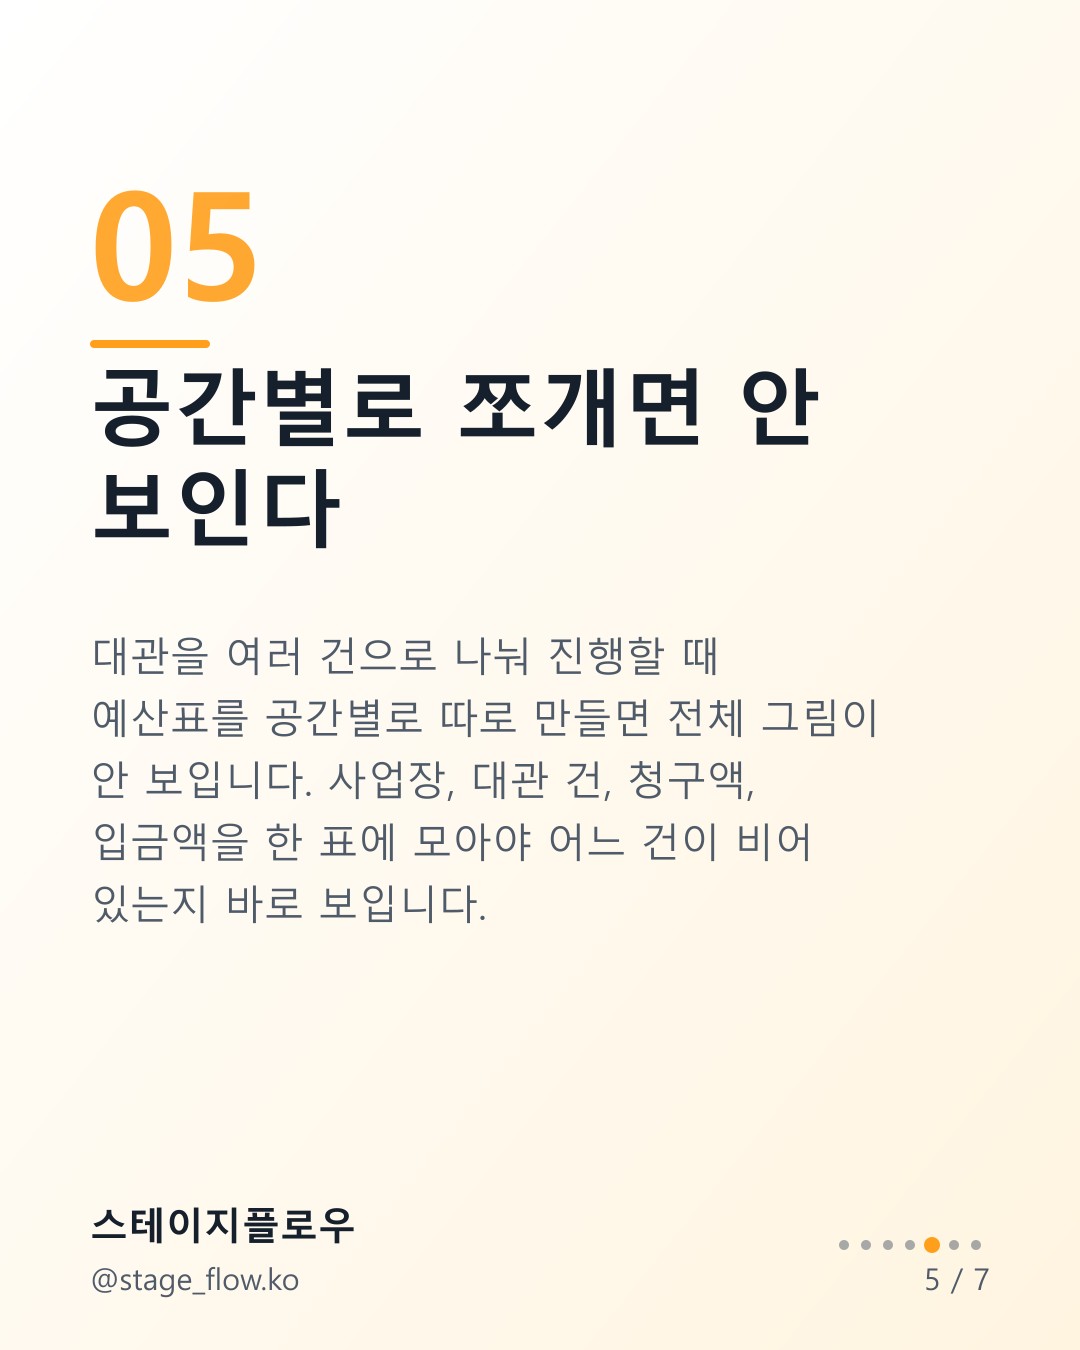 05
공간별로 쪼개면 안
보인다
대관을 여러 건으로 나눠 진행할 때
예산표를 공간별로 따로 만들면 전체 그림이
안 보입니다. 사업장, 대관 건, 청구액,
입금액을 한 표에 모아야 어느 건이 비어
있는지 바로 보입니다.
스테이지플로우
@stage_flow.ko
5 / 7